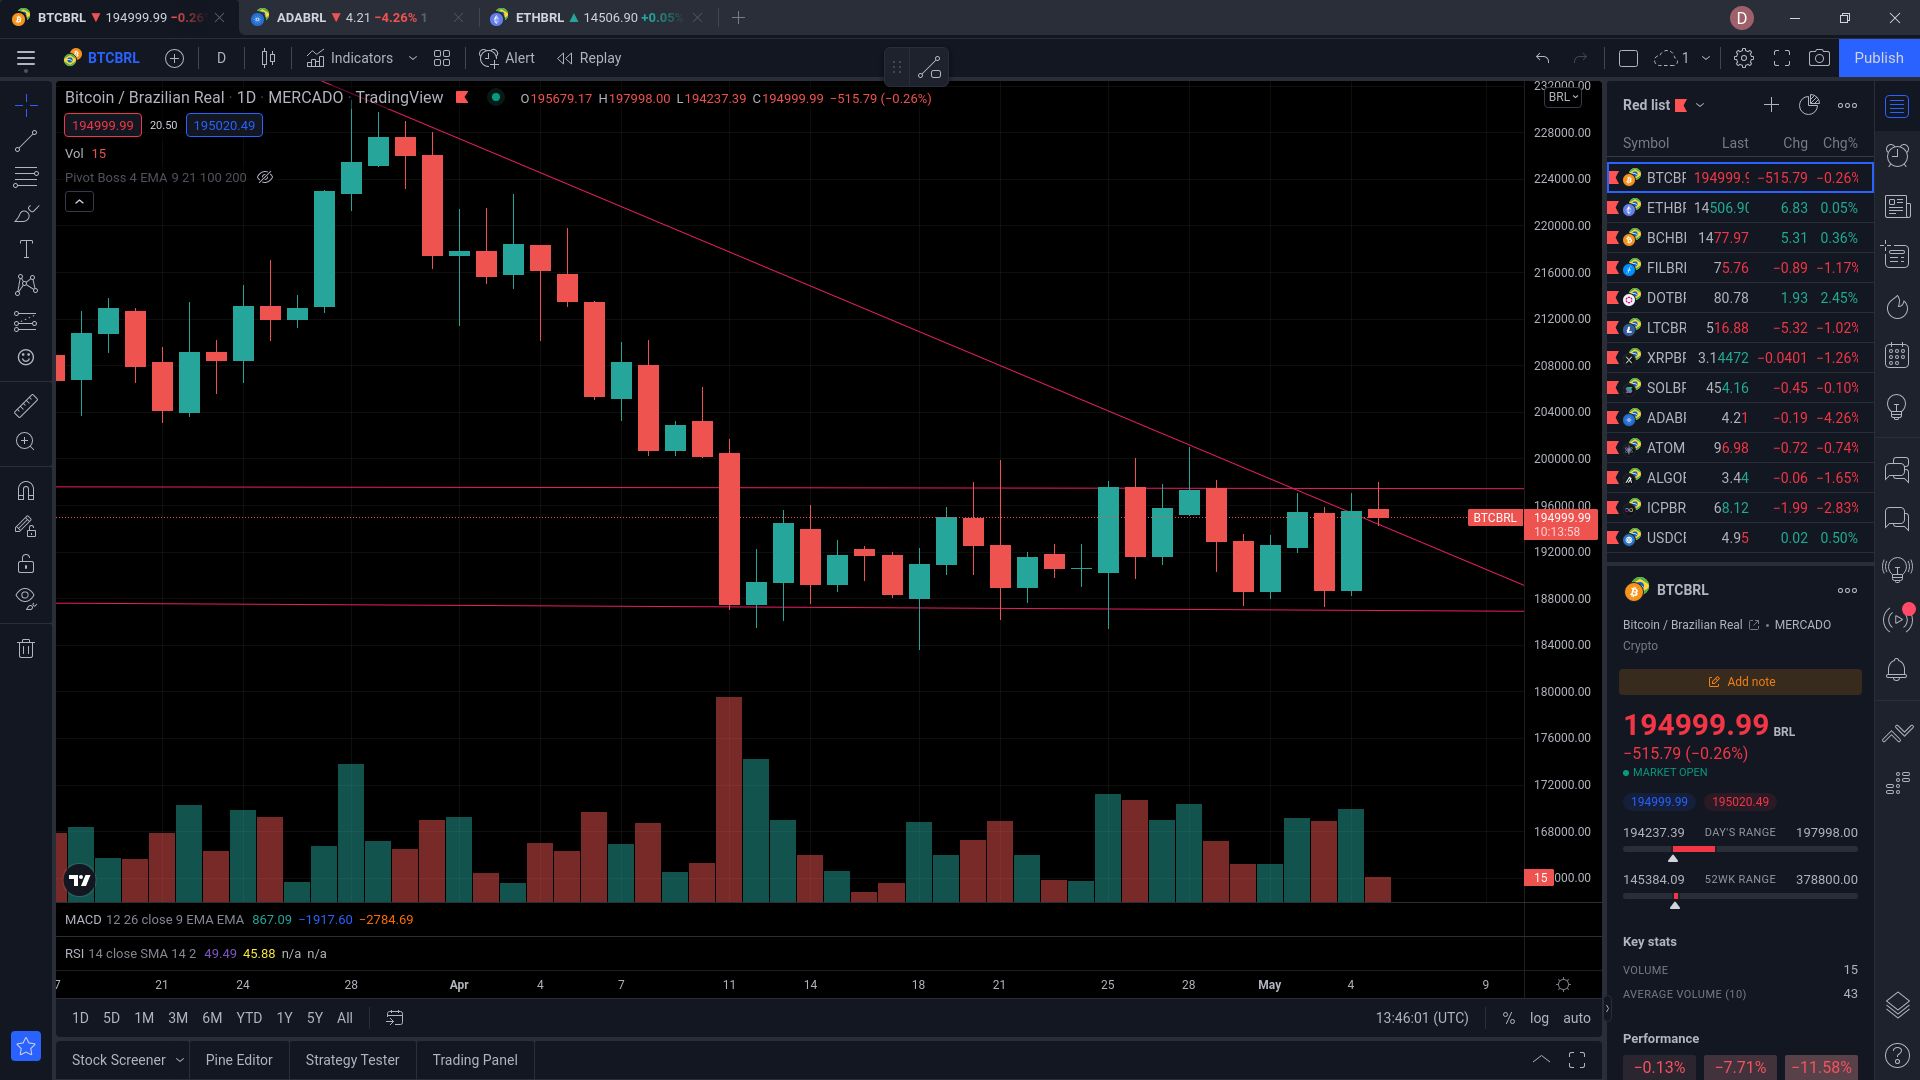 BTCBRL ▼ 194999.99 −0.26
ADABRL ▼ 4.21 −4.26% 1
ETHBRL ▲ 14506.90 +0.05%
D
BTCBRL
D
Indicators
Alert
Replay
1
Publish
Bitcoin / Brazilian Real · 1D · MERCADO · TradingView
O195679.17 H197998.00 L194237.39 C194999.99 −515.79 (−0.26%)
194999.99 20.50 195020.49
Vol 15
Pivot Boss 4 EMA 9 21 100 200
BRL
232000.00
228000.00
224000.00
220000.00
216000.00
212000.00
208000.00
204000.00
200000.00
196000.00
BTCBRL 194999.99
10:13:58
192000.00
188000.00
184000.00
180000.00
176000.00
172000.00
168000.00
15 000.00
MACD 12 26 close 9 EMA EMA 867.09 −1917.60 −2784.69
RSI 14 close SMA 14 2 49.49 45.88 n/a n/a
7 21 24 28 Apr 4 7 11 14 18 21 25 28 May 4 9
1D 5D 1M 3M 6M YTD 1Y 5Y All
13:46:01 (UTC) % log auto
Stock Screener Pine Editor Strategy Tester Trading Panel
Red list
Symbol Last Chg Chg%
BTCBR 194999.9 −515.79 −0.26%
ETHBR 14506.90 6.83 0.05%
BCHBI 1477.97 5.31 0.36%
FILBRI 75.76 −0.89 −1.17%
DOTBR 80.78 1.93 2.45%
LTCBR 516.88 −5.32 −1.02%
XRPBR 3.14472 −0.0401 −1.26%
SOLBR 454.16 −0.45 −0.10%
ADABR 4.21 −0.19 −4.26%
ATOM 96.98 −0.72 −0.74%
ALGOE 3.44 −0.06 −1.65%
ICPBR 68.12 −1.99 −2.83%
USDCE 4.95 0.02 0.50%
BTCBRL
Bitcoin / Brazilian Real • MERCADO
Crypto
Add note
194999.99 BRL
−515.79 (−0.26%)
MARKET OPEN
194999.99 195020.49
194237.39 DAY'S RANGE 197998.00
145384.09 52WK RANGE 378800.00
Key stats
VOLUME 15
AVERAGE VOLUME (10) 43
Performance
−0.13% −7.71% −11.58%